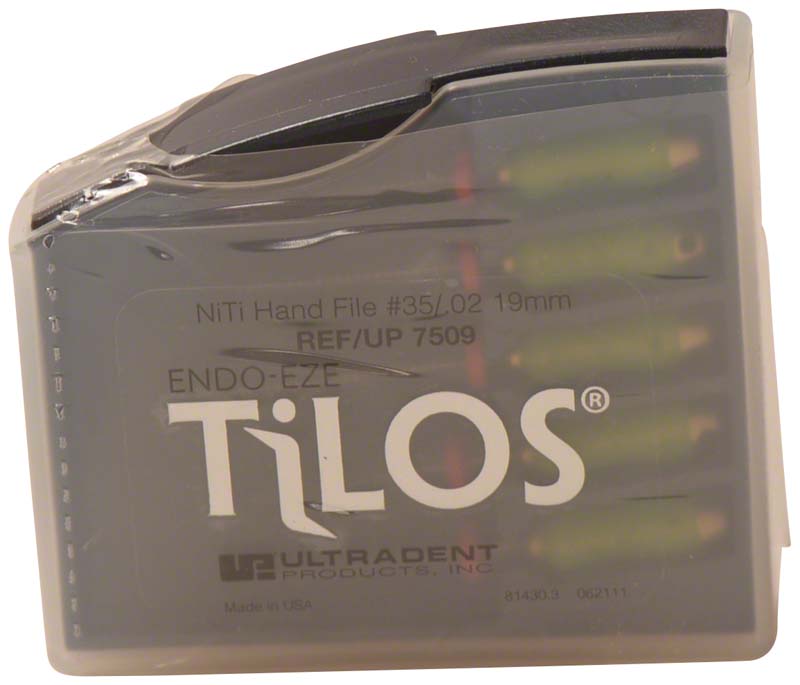 NiTi Hand File #35/.02 19mm
REF/UP 7509
ENDO-EZE
TiLOS®
UP ULTRADENT
PRODUCTS, INC
Made in USA 81430.3 062111